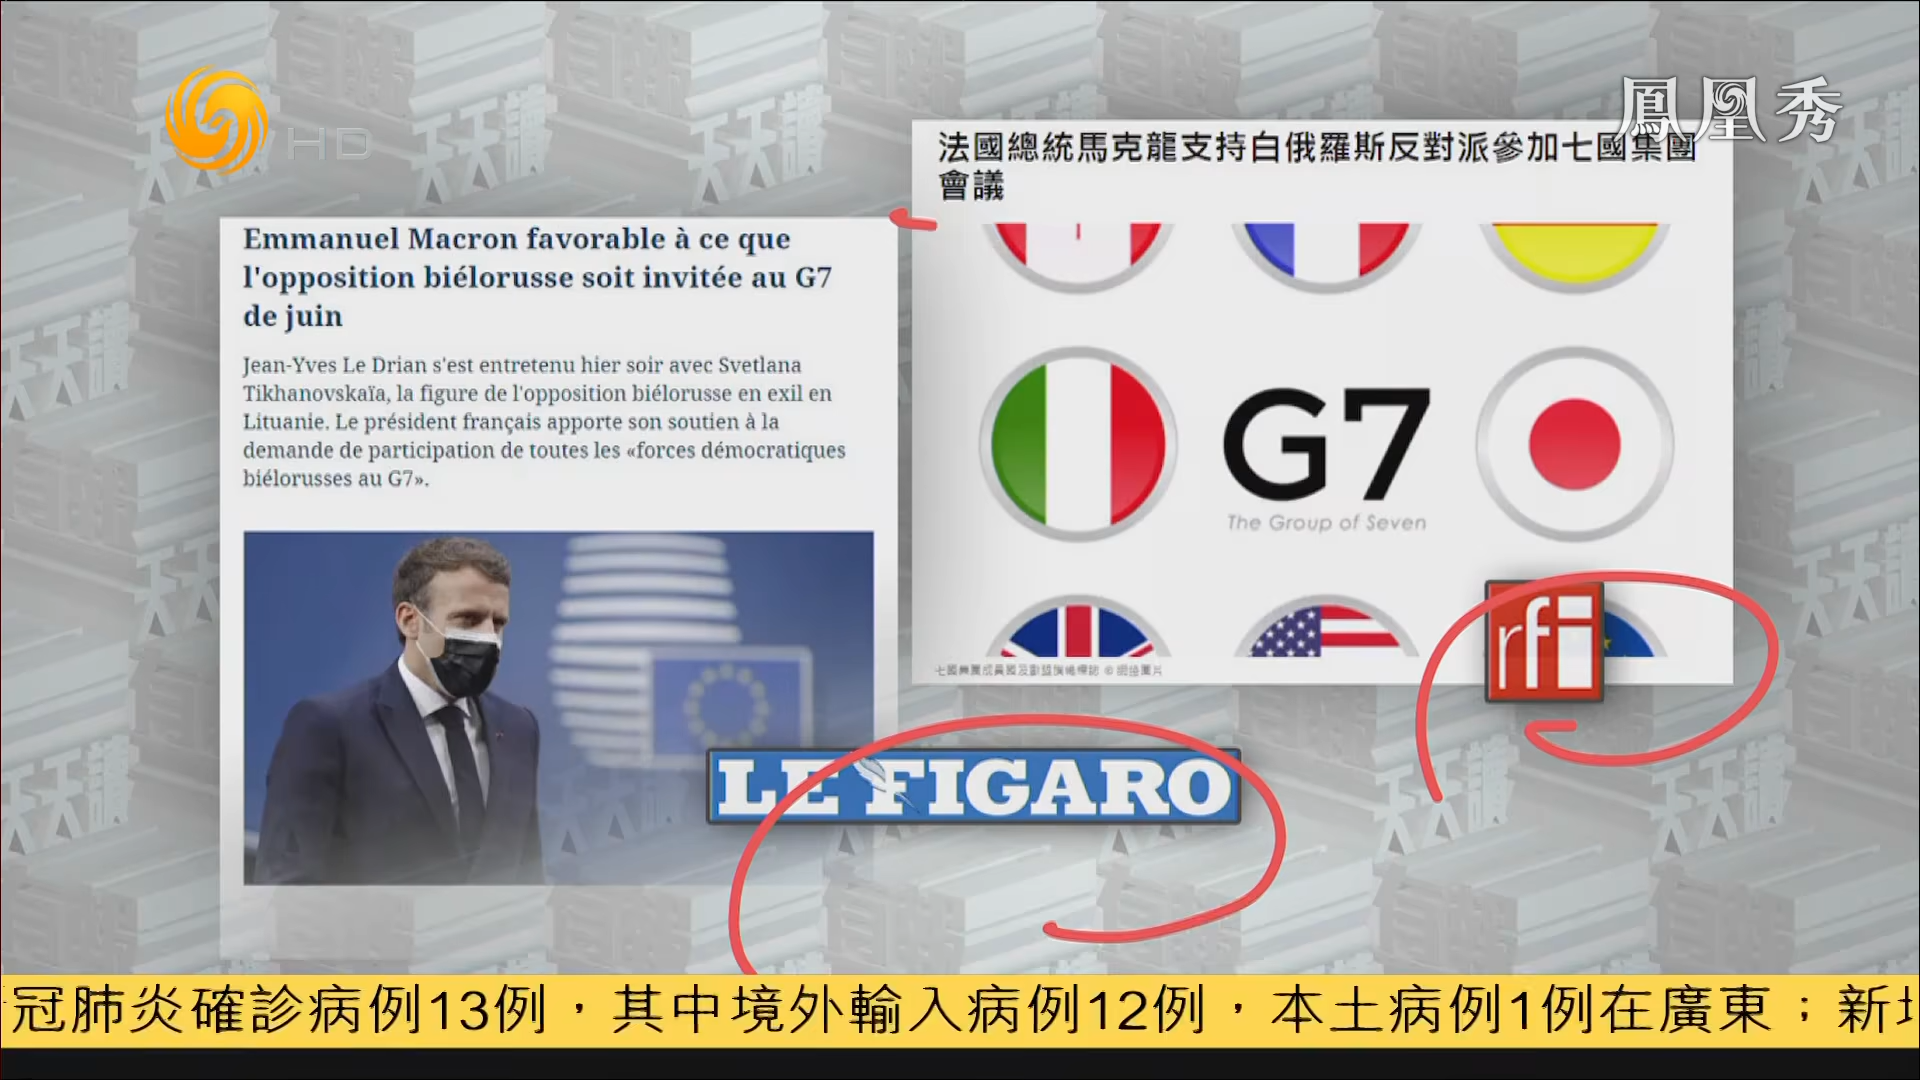 HD
鳳凰秀
法國總統馬克龍支持白俄羅斯反對派參加七國集團
會議
Emmanuel Macron favorable à ce que
l'opposition biélorusse soit invitée au G7
de juin
Jean-Yves Le Drian s'est entretenu hier soir avec Svetlana
Tikhanovskaïa, la figure de l'opposition biélorusse en exil en
Lituanie. Le président français apporte son soutien à la
demande de participation de toutes les «forces démocratiques
biélorusses au G7».
G7
The Group of Seven
rfi
LE FIGARO
冠肺炎確診病例13例，其中境外輸入病例12例，本土病例1例在廣東；新